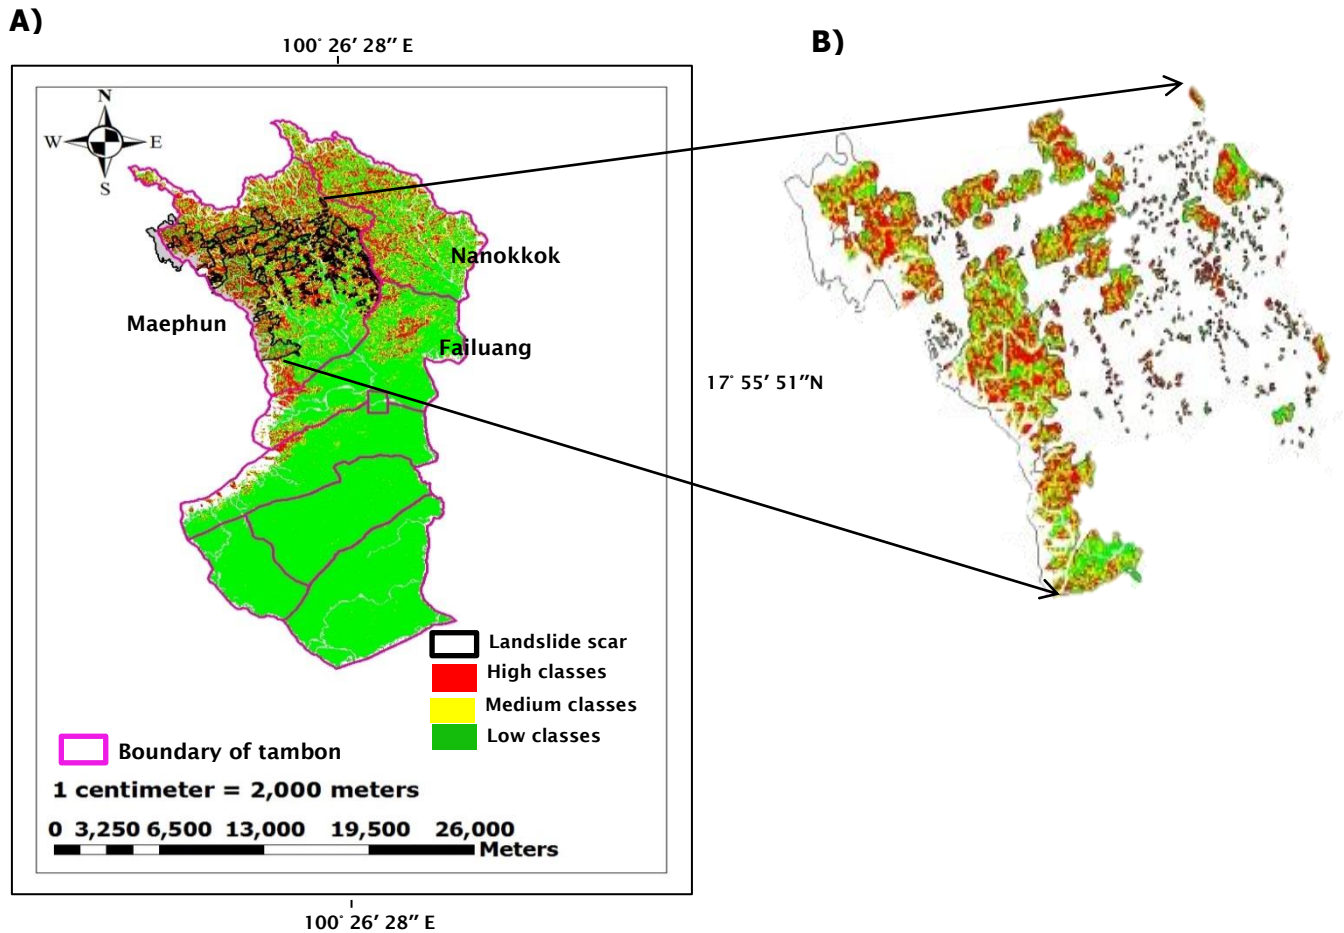 A)
100° 26′ 28″ E
B)
N
W
E
S
Nanokkok
Maephun
Failuang
17° 55′ 51″N
Landslide scar
High classes
Medium classes
Low classes
Boundary of tambon
1 centimeter = 2,000 meters
0 3,250 6,500 13,000 19,500 26,000
Meters
100° 26′ 28″ E